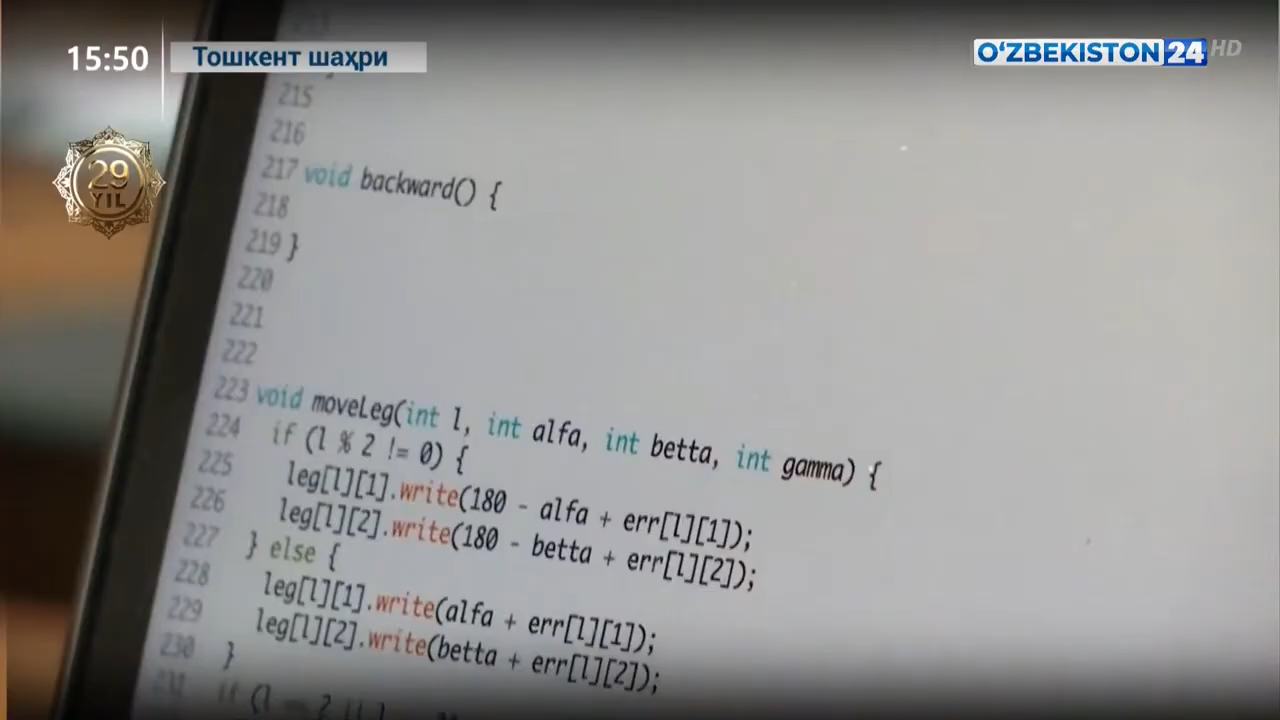 15:50
Тошкент шаҳри
O‘ZBEKISTON 24 HD
29
YIL
215
216
217 void backward() {
218
219 }
220
221
222
223 void moveLeg(int l, int alfa, int betta, int gamma) {
224 if (l % 2 != 0) {
225 leg[l][1].write(180 - alfa + err[l][1]);
226 leg[l][2].write(180 - betta + err[l][2]);
227 } else {
228 leg[l][1].write(alfa + err[l][1]);
229 leg[l][2].write(betta + err[l][2]);
230 }
231 if (l